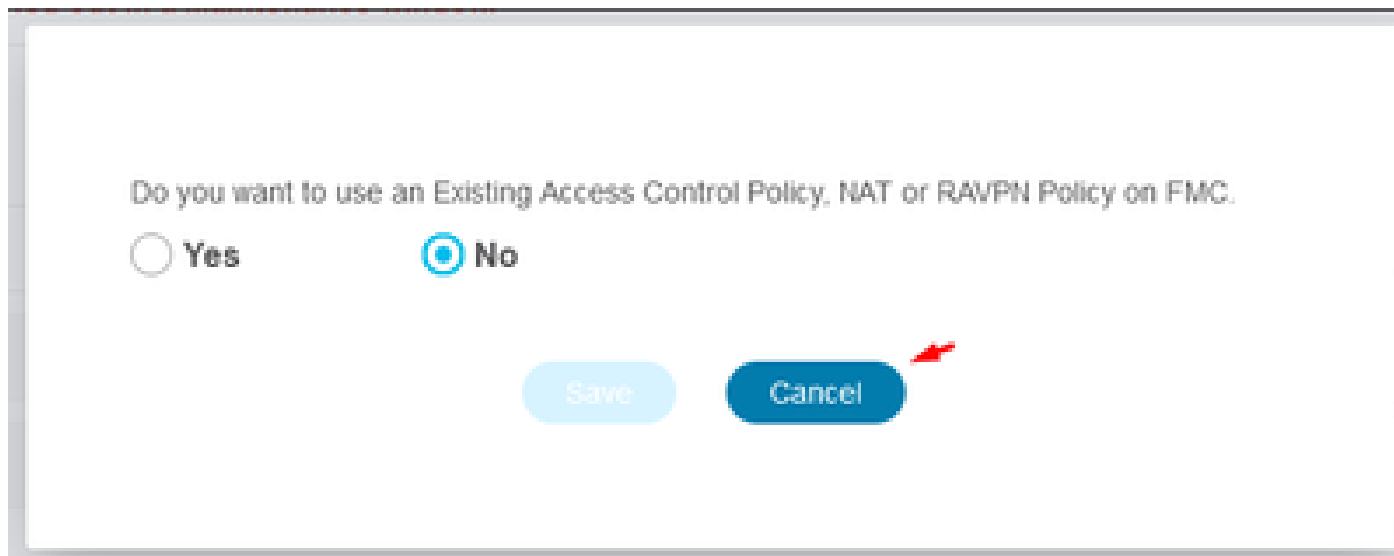 Do you want to use an Existing Access Control Policy, NAT or RAVPN Policy on FMC.
Yes No
Save Cancel